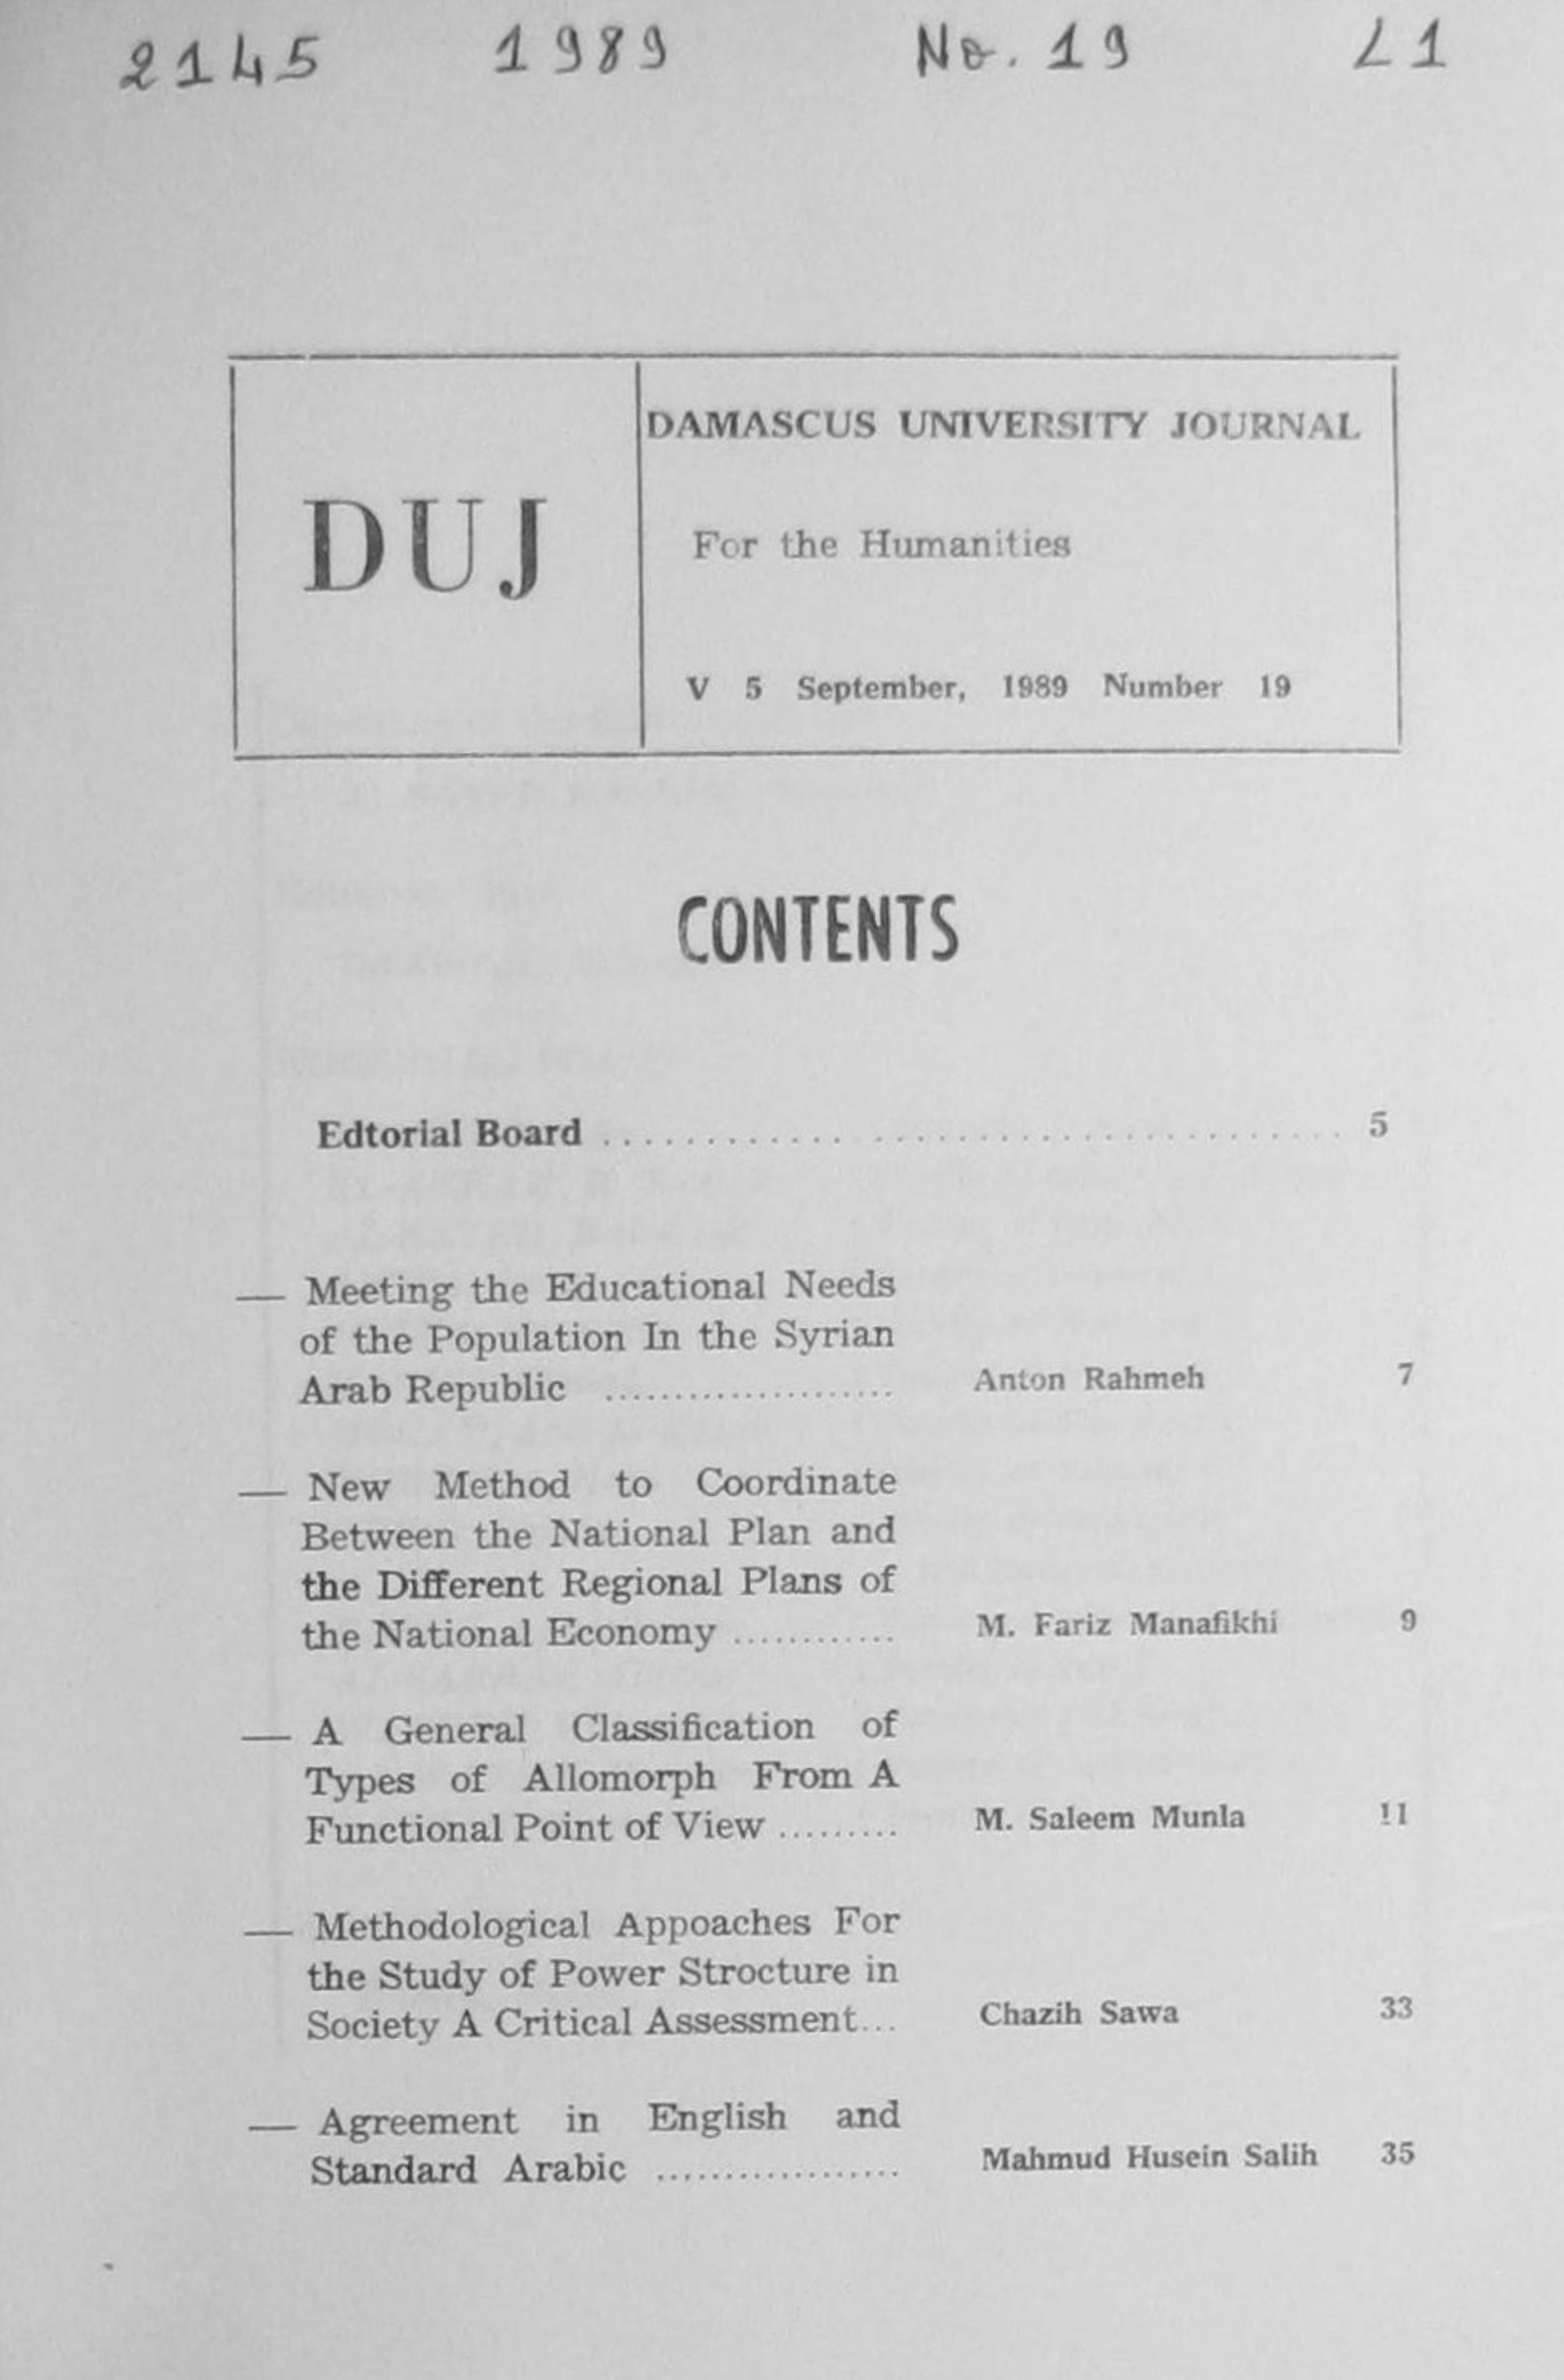 2145 1989 No. 19 L1
DUJ
DAMASCUS UNIVERSITY JOURNAL
For the Humanities
V 5 September, 1989 Number 19
CONTENTS
Edtorial Board ........................................ 5
— Meeting the Educational Needs
of the Population In the Syrian
Arab Republic ..................... Anton Rahmeh 7
— New Method to Coordinate
Between the National Plan and
the Different Regional Plans of
the National Economy ............ M. Fariz Manafikhi 9
— A General Classification of
Types of Allomorph From A
Functional Point of View ......... M. Saleem Munla 11
— Methodological Appoaches For
the Study of Power Strocture in
Society A Critical Assessment... Chazih Sawa 33
— Agreement in English and
Standard Arabic .................. Mahmud Husein Salih 35